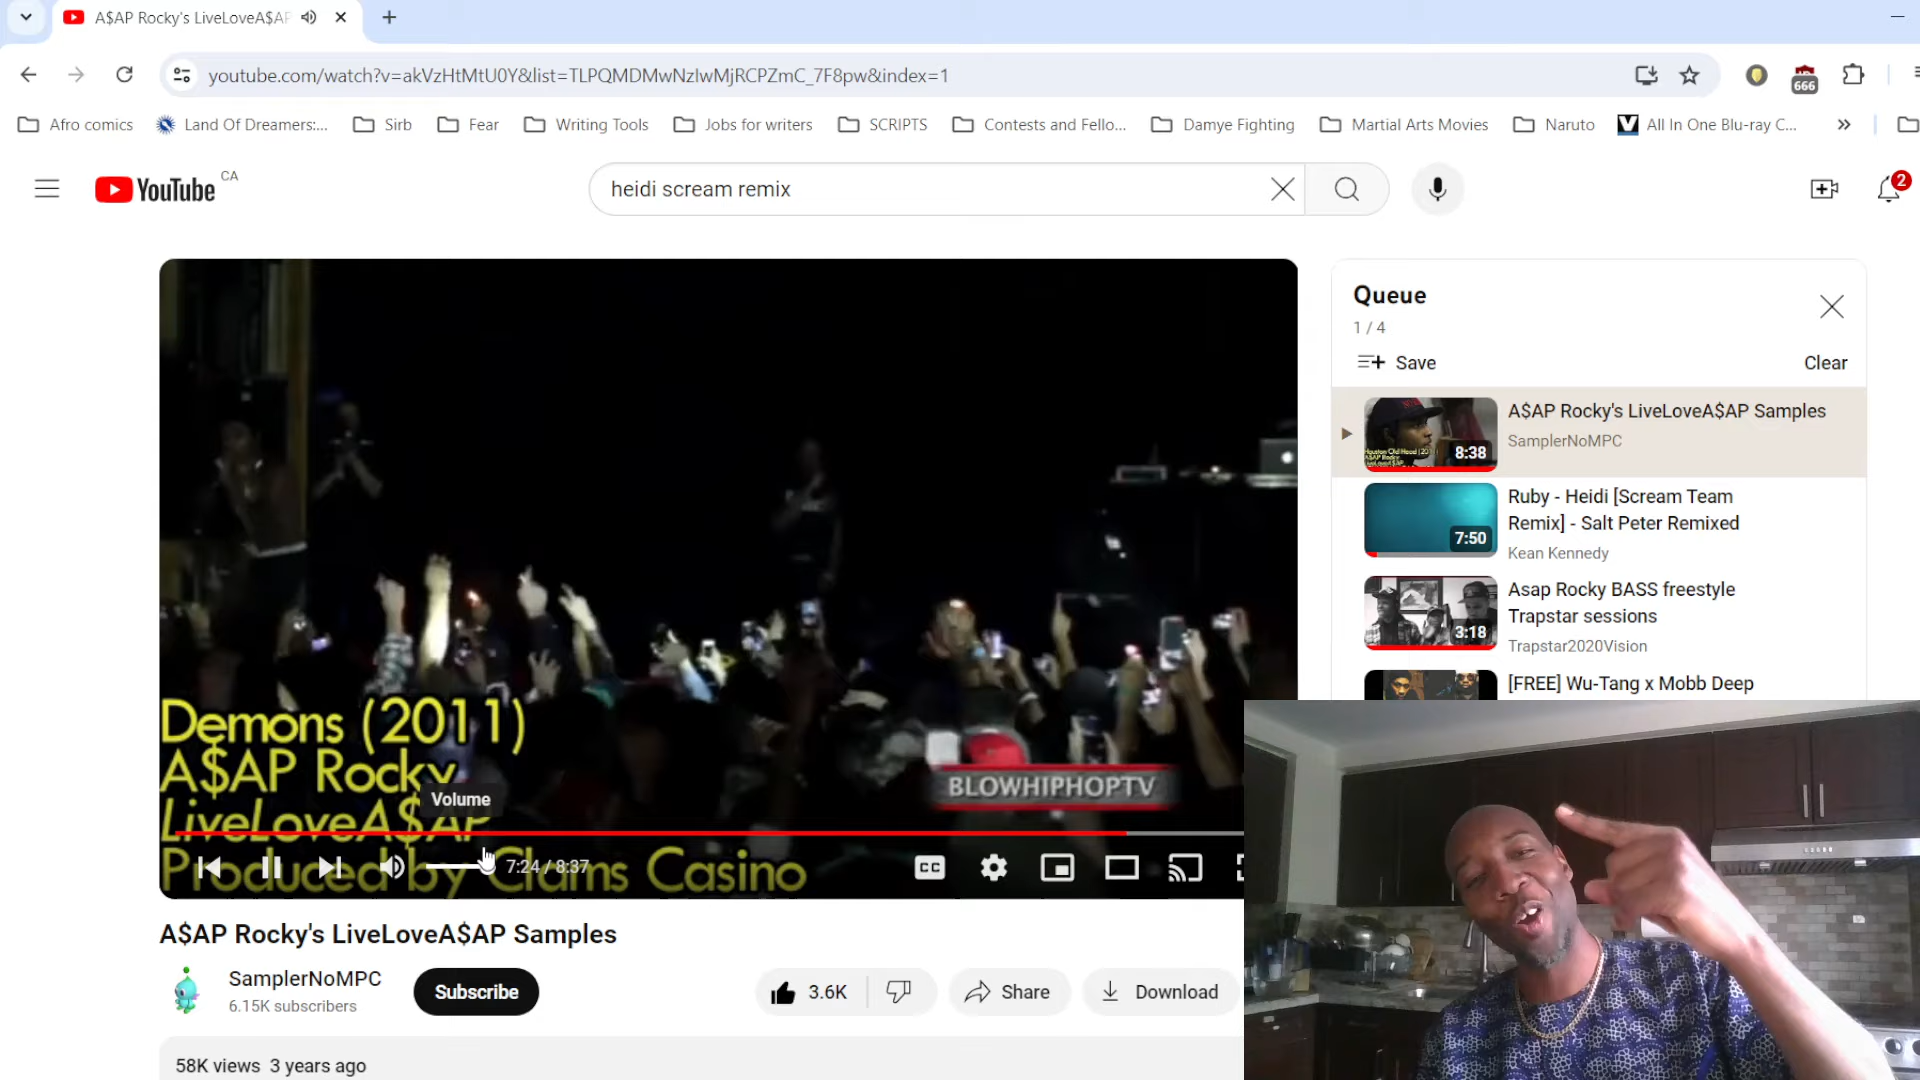 A$AP Rocky's LiveLoveA$AP
youtube.com/watch?v=akVzHtMtU0Y&list=TLPQMDMwNzIwMjRCPZmC_7F8pw&index=1
666
Afro comics
Land Of Dreamers:...
Sirb
Fear
Writing Tools
Jobs for writers
SCRIPTS
Contests and Fello...
Damye Fighting
Martial Arts Movies
Naruto
All In One Blu-ray C...
YouTube CA
heidi scream remix
2
Demons (2011)
A$AP Rocky
LiveLoveA$AP
Produced by Clams Casino
Volume
BLOWHIPHOPTV
7:24 / 8:37
CC
A$AP Rocky's LiveLoveA$AP Samples
SamplerNoMPC
6.15K subscribers
Subscribe
3.6K
Share
Download
58K views 3 years ago
Queue
1 / 4
Save
Clear
8:38
A$AP Rocky's LiveLoveA$AP Samples
SamplerNoMPC
7:50
Ruby - Heidi [Scream Team
Remix] - Salt Peter Remixed
Kean Kennedy
3:18
Asap Rocky BASS freestyle
Trapstar sessions
Trapstar2020Vision
[FREE] Wu-Tang x Mobb Deep